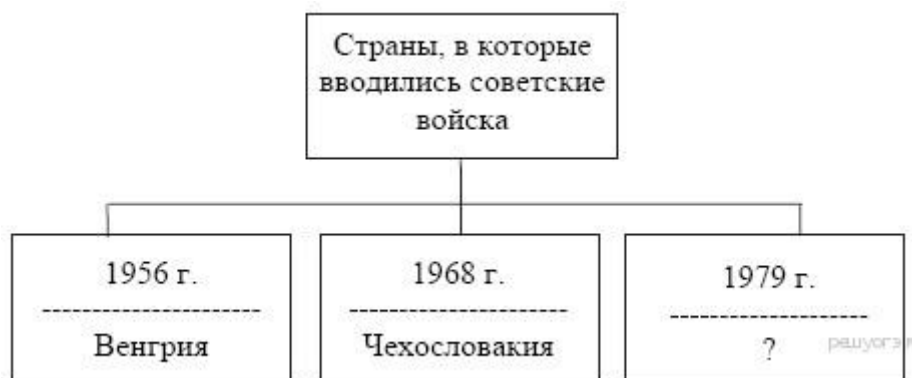 Страны, в которые
вводились советские
войска
1956 г.
----------------------
Венгрия
1968 г.
----------------------
Чехословакия
1979 г.
--------------------
?